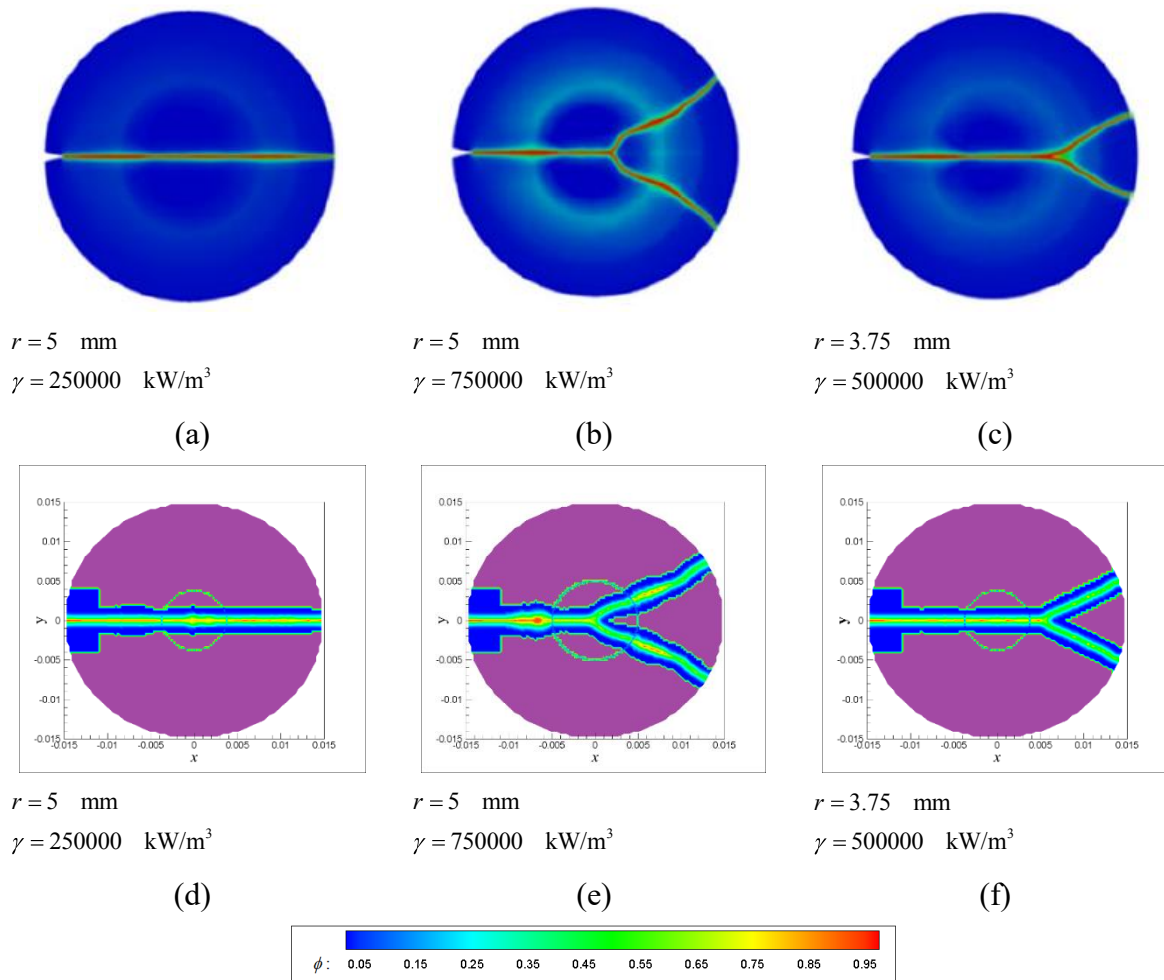 r = 5 mm
γ = 250000 kW/m³
(a)
r = 5 mm
γ = 750000 kW/m³
(b)
r = 3.75 mm
γ = 500000 kW/m³
(c)
0.015
0.01
0.005
0
-0.005
-0.01
-0.015
y
-0.015 -0.01 -0.005 0 0.005 0.01 0.015
x
r = 5 mm
γ = 250000 kW/m³
(d)
0.015
0.01
0.005
0
-0.005
-0.01
-0.015
y
-0.015 -0.01 -0.005 0 0.005 0.01 0.015
x
r = 5 mm
γ = 750000 kW/m³
(e)
0.015
0.01
0.005
0
-0.005
-0.01
-0.015
y
-0.015 -0.01 -0.005 0 0.005 0.01 0.015
x
r = 3.75 mm
γ = 500000 kW/m³
(f)
ϕ : 0.05 0.15 0.25 0.35 0.45 0.55 0.65 0.75 0.85 0.95